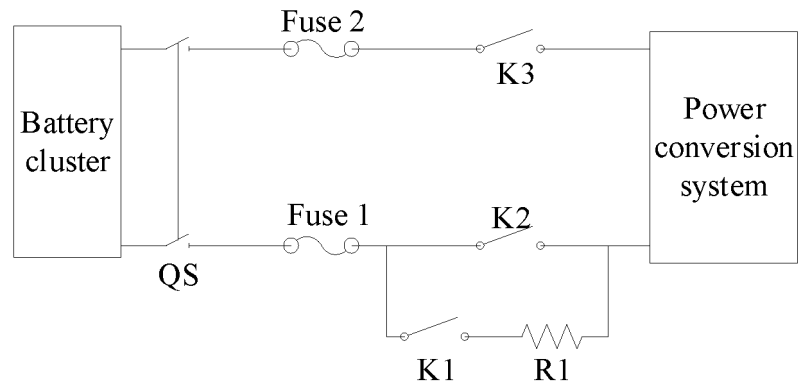 Fuse 2
K3
Battery
cluster
Power
conversion
system
Fuse 1
K2
QS
K1
R1